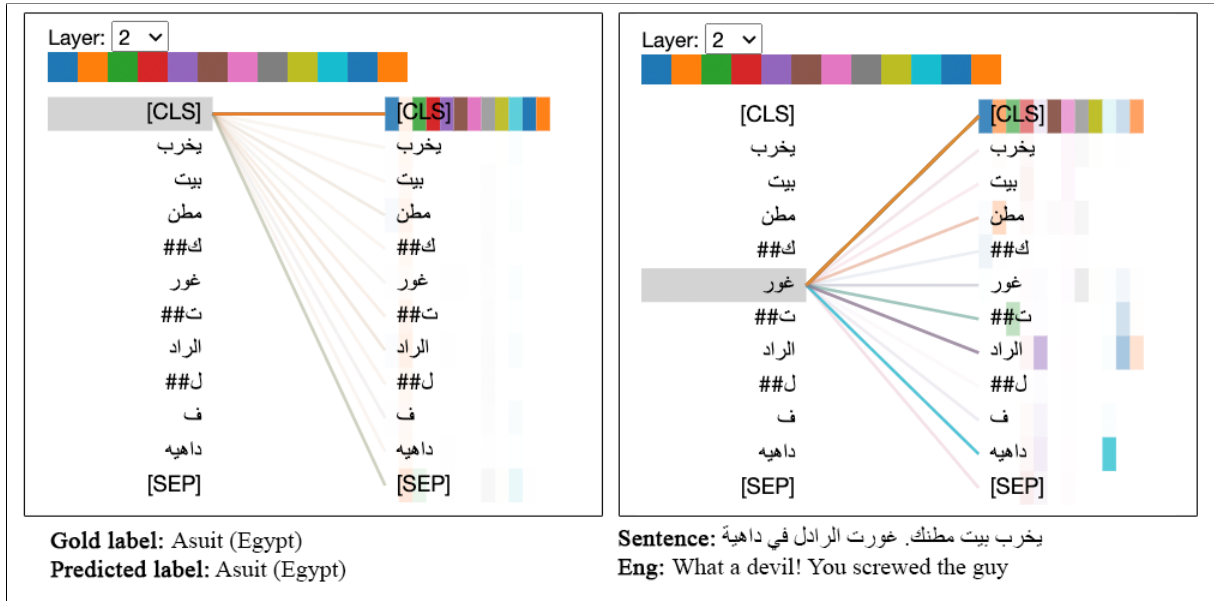 Layer: 2
[CLS] [CLS]
يخرب يخرب
بيت بيت
مطن مطن
##ك ##ك
غور غور
##ت ##ت
الراد الراد
##ل ##ل
ف ف
داهيه داهيه
[SEP] [SEP]
Gold label: Asuit (Egypt)
Predicted label: Asuit (Egypt)
Layer: 2
[CLS] [CLS]
يخرب يخرب
بيت بيت
مطن مطن
##ك ##ك
غور غور
##ت ##ت
الراد الراد
##ل ##ل
ف ف
داهيه داهيه
[SEP] [SEP]
Sentence: يخرب بيت مطنك. غورت الرادل في داهية
Eng: What a devil! You screwed the guy